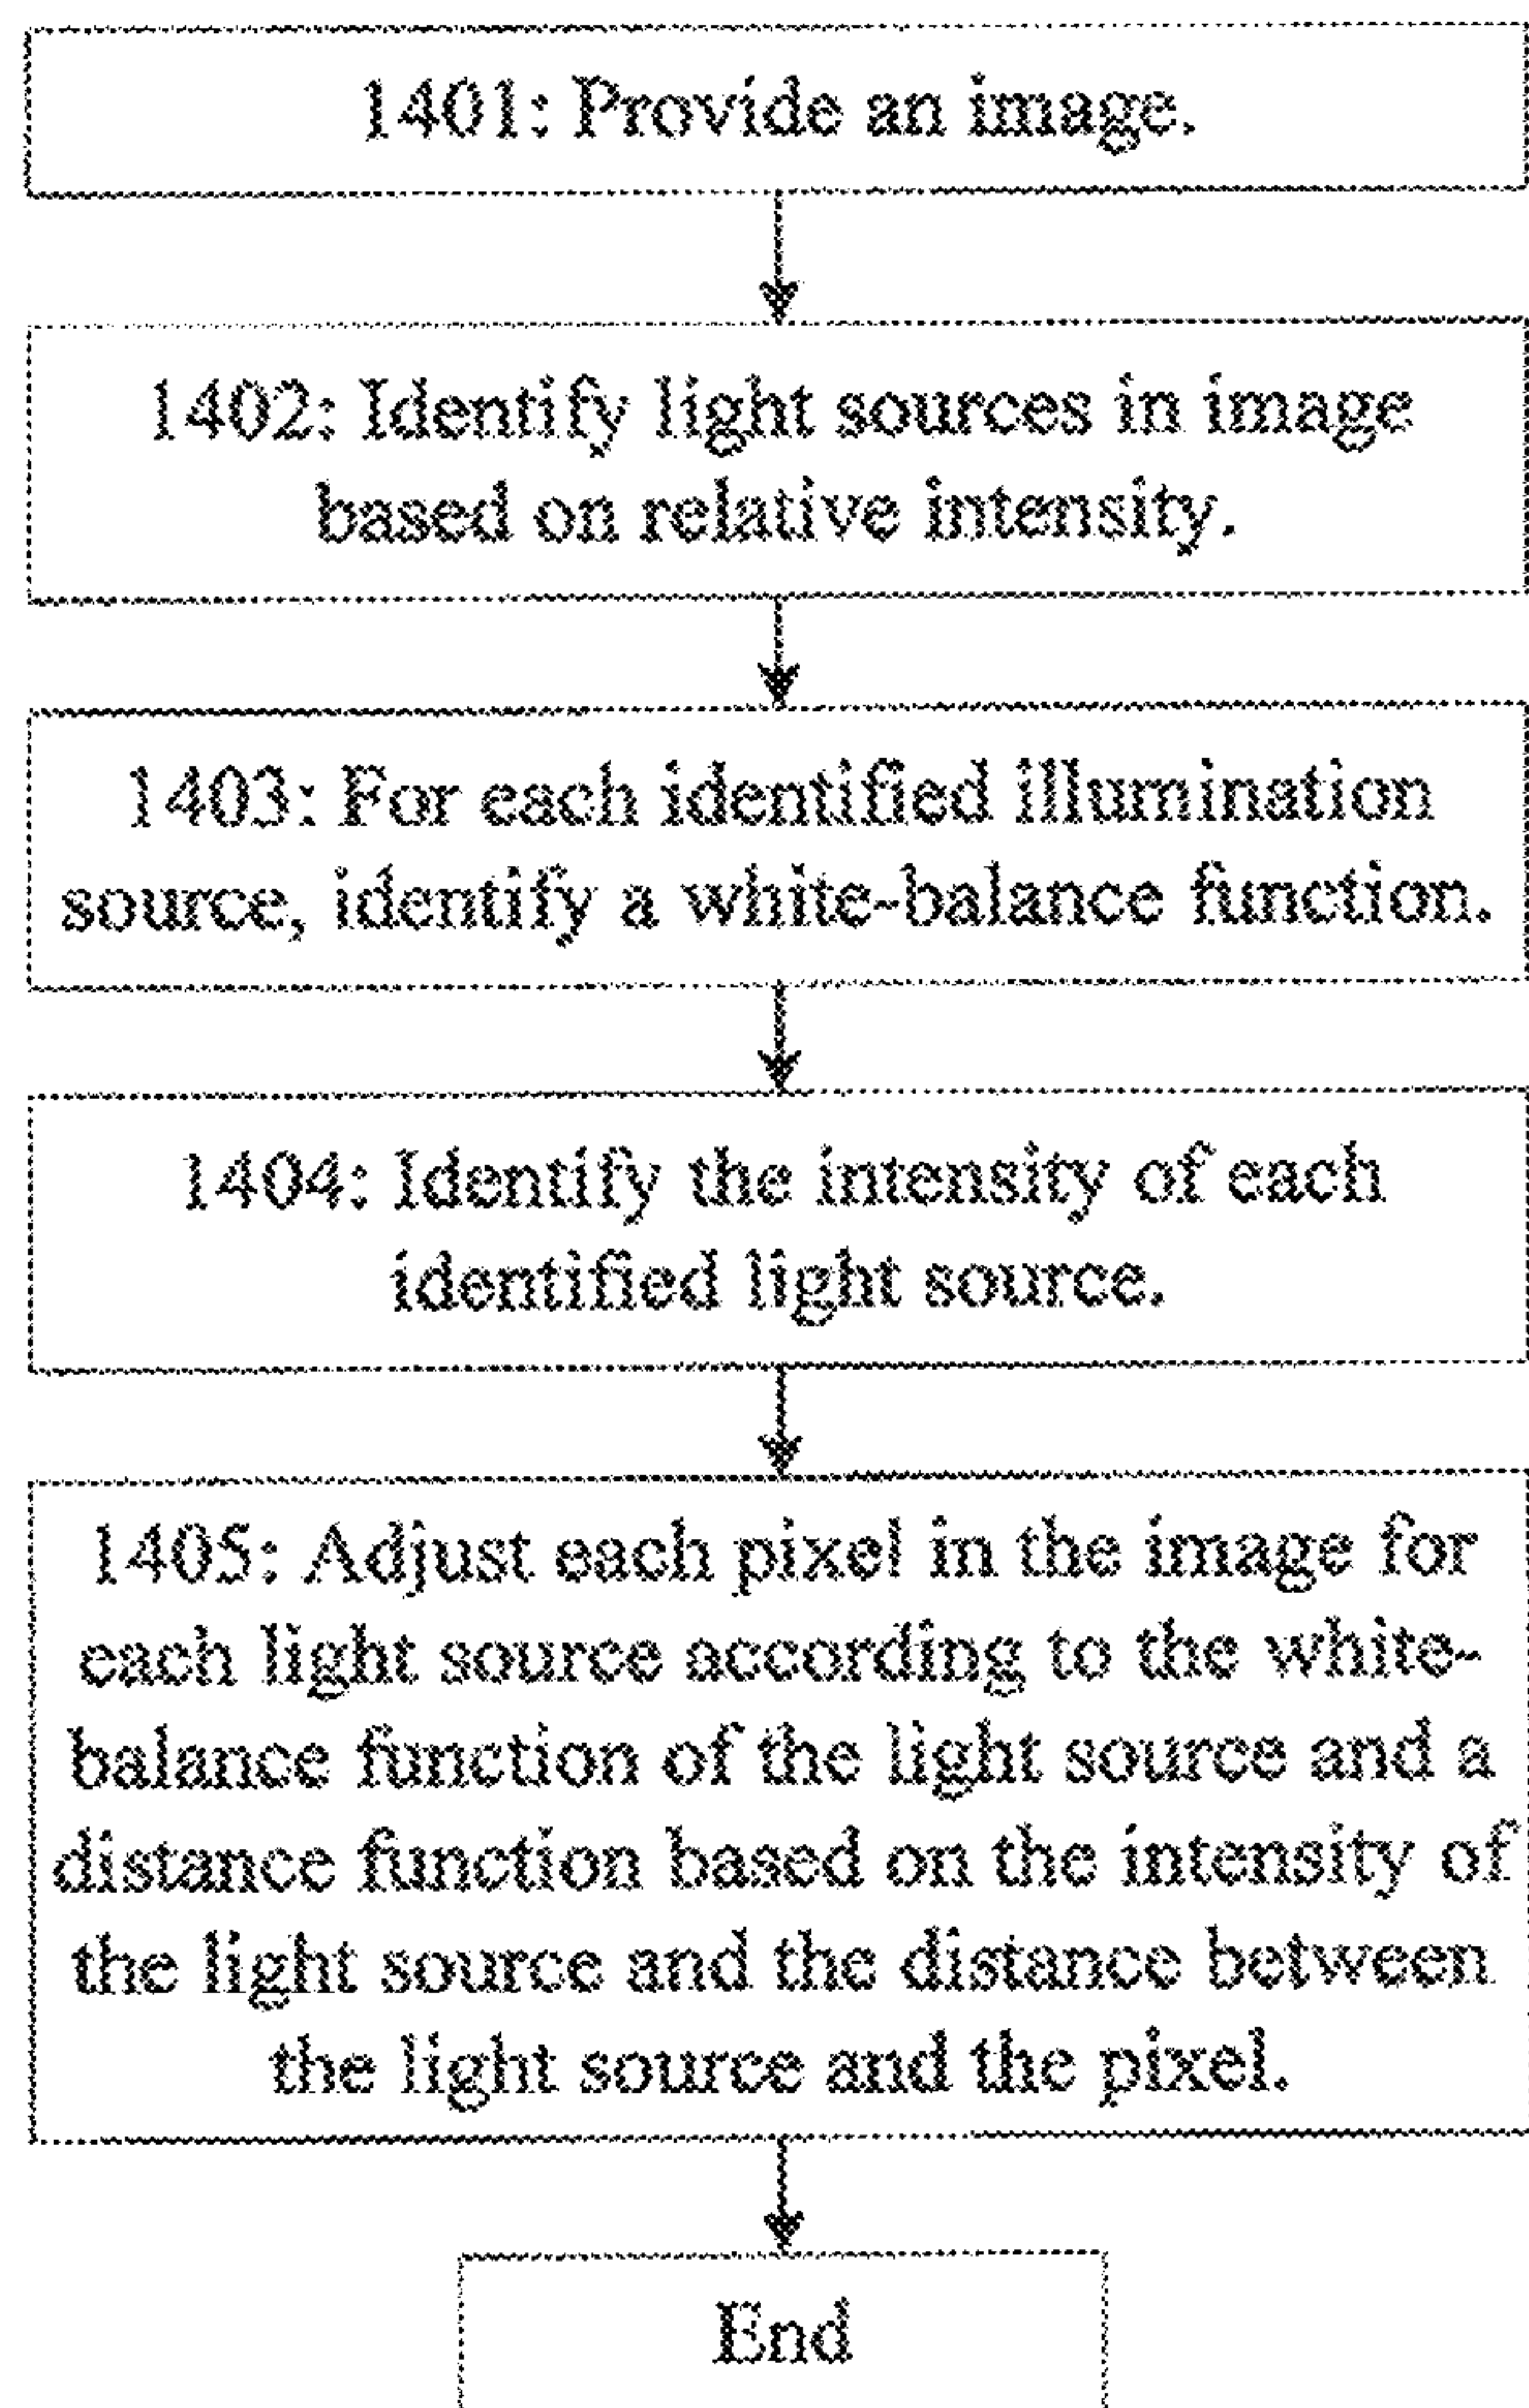 1401: Provide an image.
1402: Identify light sources in image
based on relative intensity.
1403: For each identified illumination
source, identify a white-balance function.
1404: Identify the intensity of each
identified light source.
1405: Adjust each pixel in the image for
each light source according to the white-
balance function of the light source and a
distance function based on the intensity of
the light source and the distance between
the light source and the pixel.
End